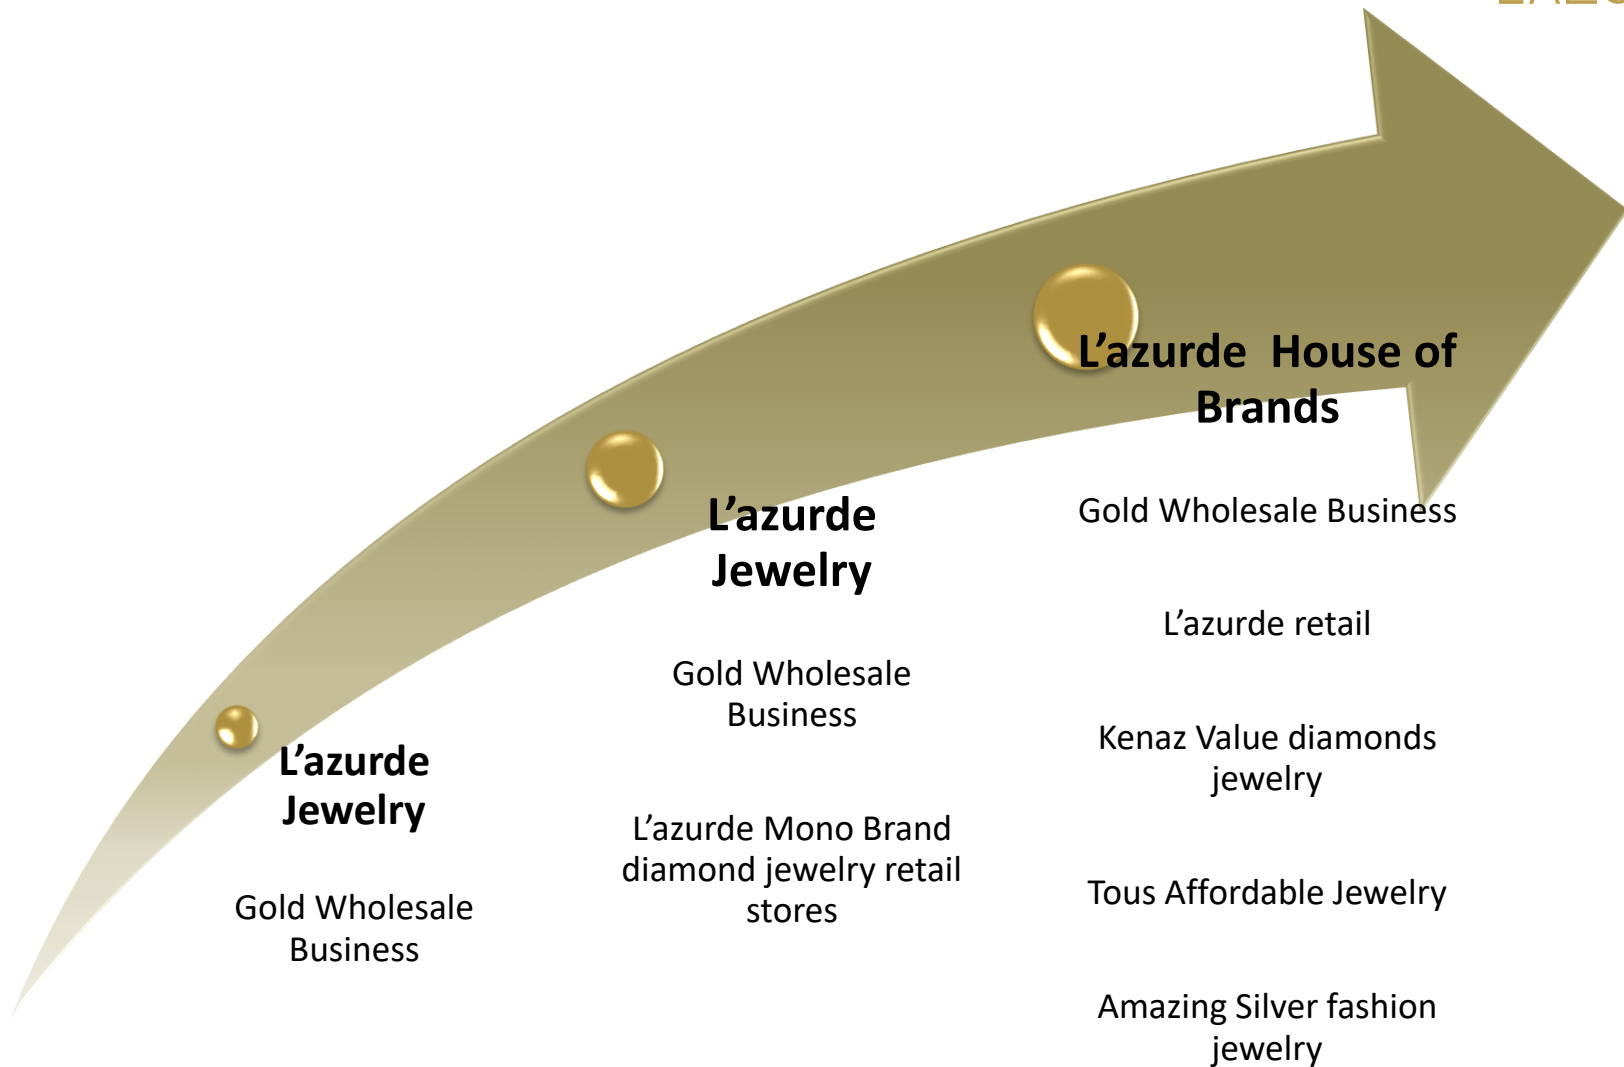 L’azurde
Jewelry
Gold Wholesale
Business
L’azurde
Jewelry
Gold Wholesale
Business
L’azurde Mono Brand
diamond jewelry retail
stores
L’azurde  House of
Brands
Gold Wholesale Business
L’azurde retail
Kenaz Value diamonds
jewelry
Tous Affordable Jewelry
Amazing Silver fashion
jewelry